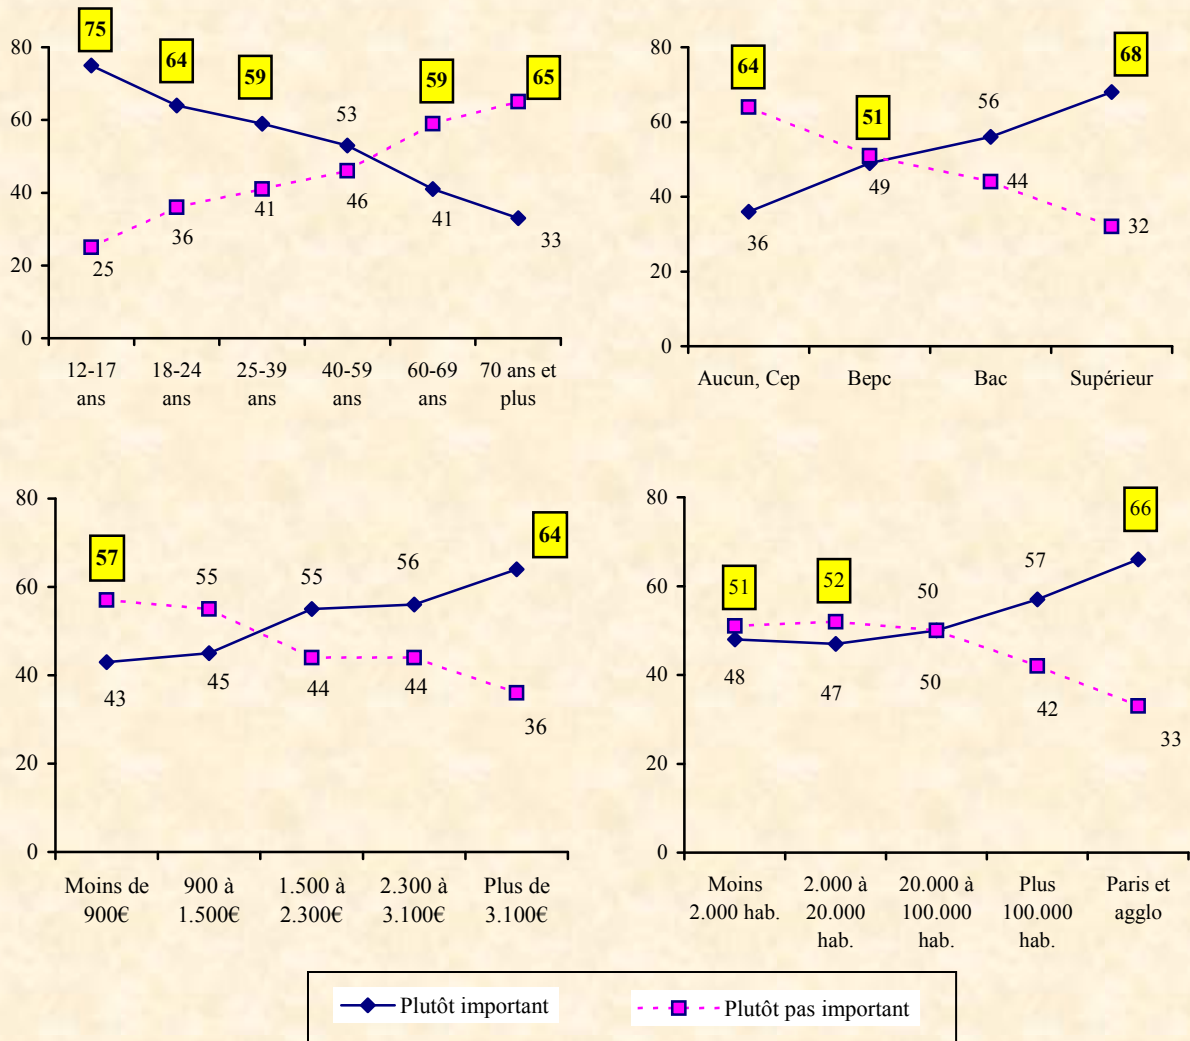 75
80
64
59
53
59
65
60
40
46
41
41
36
33
25
20
0
12-17 ans
18-24 ans
25-39 ans
40-59 ans
60-69 ans
70 ans et plus
80
64
68
56
51
60
49
44
40
36
32
20
0
Aucun, Cep
Bepc
Bac
Supérieur
80
57
55
55
56
64
60
40
43
45
44
44
36
20
0
Moins de 900€
900 à 1.500€
1.500 à 2.300€
2.300 à 3.100€
Plus de 3.100€
80
66
51
52
50
57
60
40
48
47
50
42
33
20
0
Moins 2.000 hab.
2.000 à 20.000 hab.
20.000 à 100.000 hab.
Plus 100.000 hab.
Paris et agglo
Plutôt important
Plutôt pas important